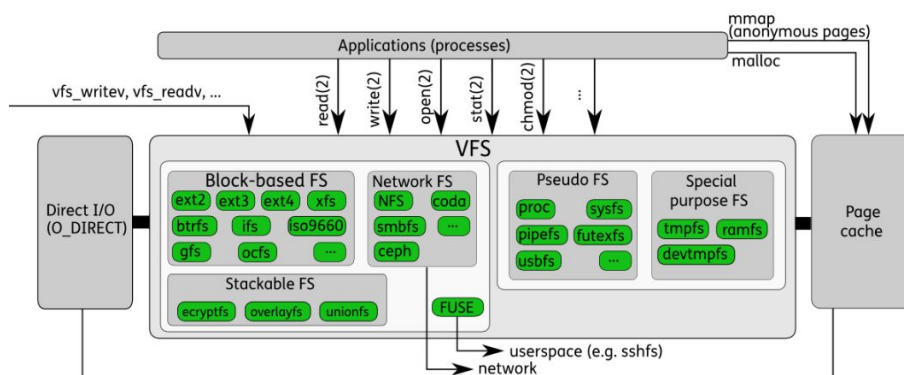 mmap
(anonymous pages)
Applications (processes)
malloc
vfs_writev, vfs_readv, ...
read(2)
write(2)
open(2)
stat(2)
chmod(2)
...
VFS
Direct I/O
(O_DIRECT)
Block-based FS
ext2 ext3 ext4 xfs
btrfs ifs iso9660
gfs ocfs ...
Network FS
NFS coda
smbfs ...
ceph
Pseudo FS
proc sysfs
pipefs futexfs
usbfs ...
Special
purpose FS
tmpfs ramfs
devtmpfs
Page
cache
Stackable FS
ecryptfs overlayfs unionfs
FUSE
userspace (e.g. sshfs)
network